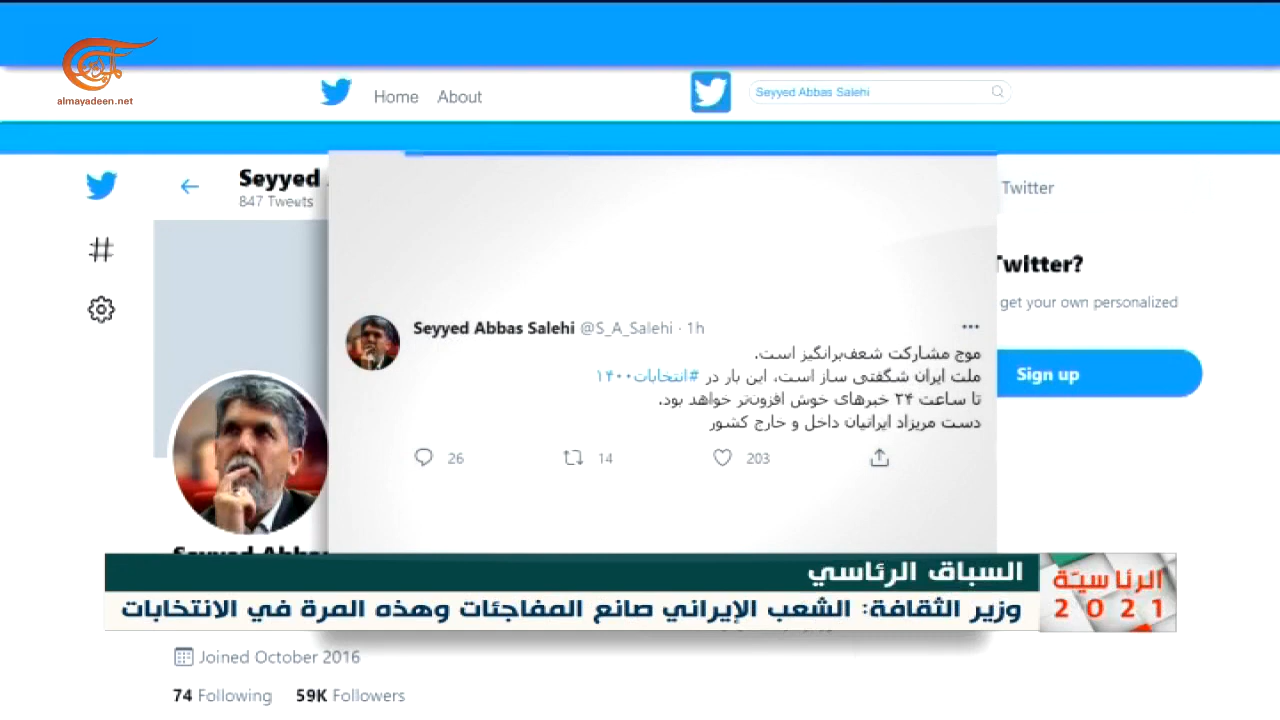 almayadeen.net
Home About
Seyyed Abbas Salehi
Seyyed
847 Tweets
Twitter
Twitter?
get your own personalized
Sign up
Seyyed Abbas Salehi @S_A_Salehi · 1h
موج مشارکت شعف‌برانگیز است.
ملت ایران شگفتی ساز است، این بار در #انتخابات۱۴۰۰
تا ساعت ۲۴ خبرهای خوش افزون‌تر خواهد بود.
دست مریزاد ایرانیان داخل و خارج کشور
26 14 203
السباق الرئاسي
وزير الثقافة: الشعب الإيراني صانع المفاجئات وهذه المرة في الانتخابات
الرئاسيّة
2021
Joined October 2016
74 Following 59K Followers